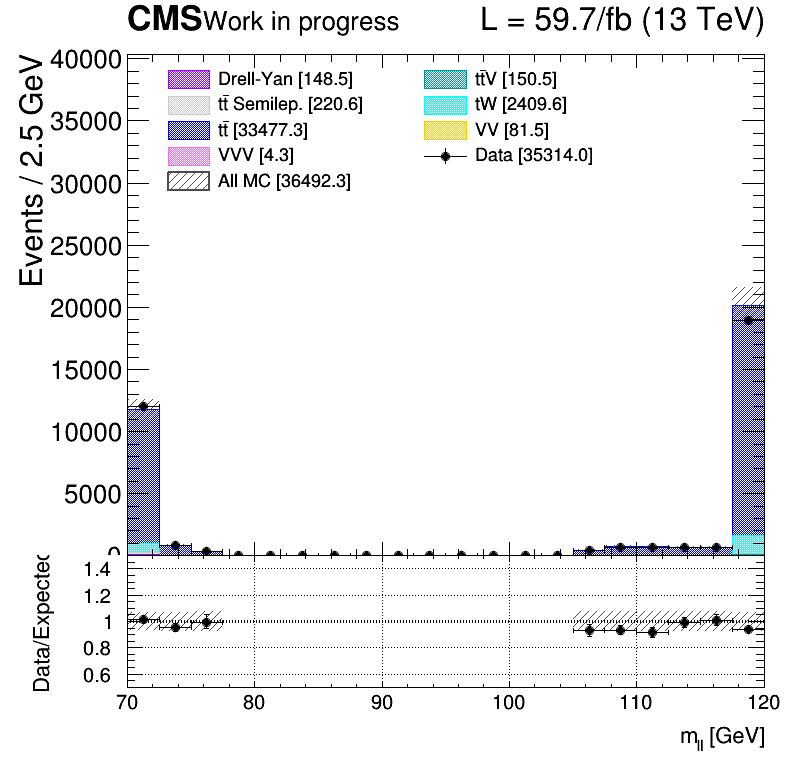 CMS Work in progress L = 59.7/fb (13 TeV)
Events / 2.5 GeV
40000
35000
30000
25000
20000
15000
10000
5000
0
Drell-Yan [148.5]
tt̄ Semilep. [220.6]
tt̄ [33477.3]
VVV [4.3]
All MC [36492.3]
tt̄V [150.5]
tW [2409.6]
VV [81.5]
Data [35314.0]
Data/Expected
1.4
1.2
1
0.8
0.6
70 80 90 100 110 120
m_ll [GeV]